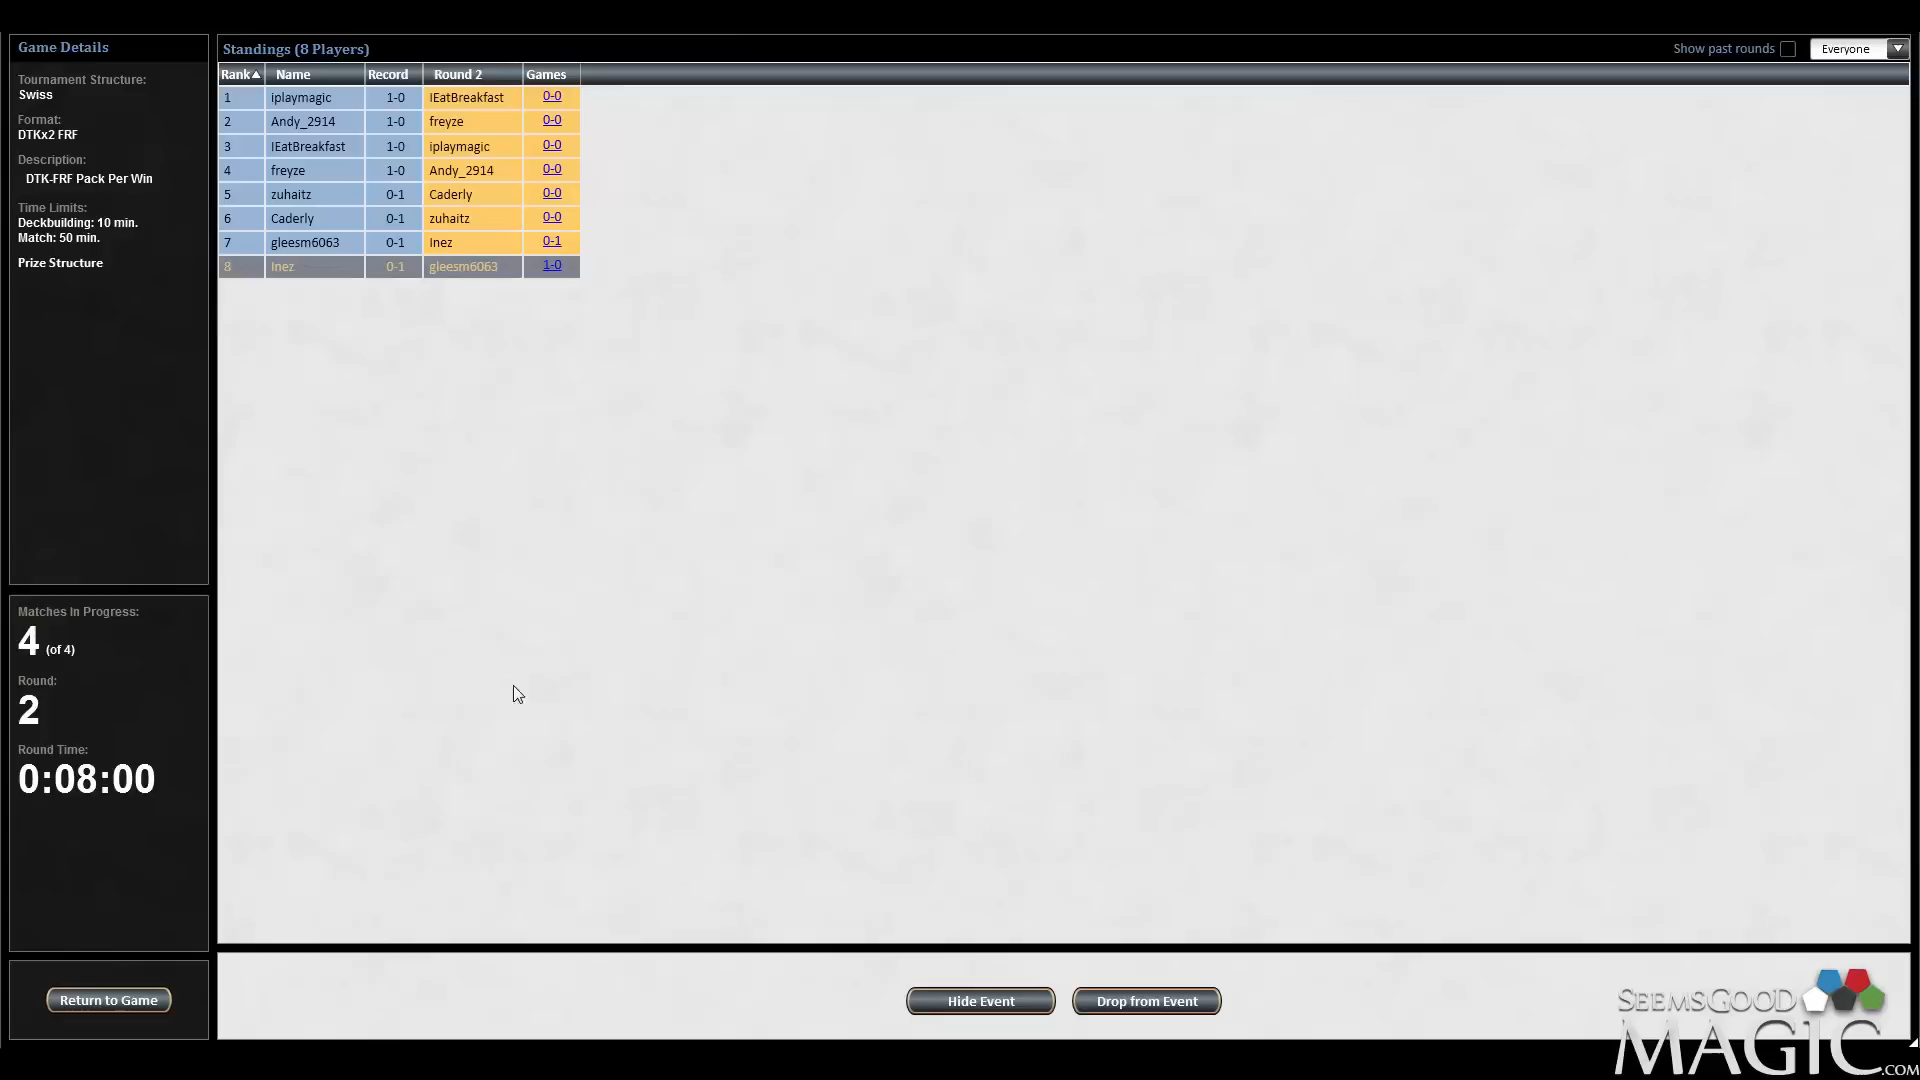 Game Details
Tournament Structure:
Swiss
Format:
DTKx2 FRF
Description:
DTK-FRF Pack Per Win
Time Limits:
Deckbuilding: 10 min.
Match: 50 min.
Prize Structure
Standings (8 Players)
Show past rounds
Everyone
Rank Name Record Round 2 Games
1 iplaymagic 1-0 IEatBreakfast 0-0
2 Andy_2914 1-0 freyze 0-0
3 IEatBreakfast 1-0 iplaymagic 0-0
4 freyze 1-0 Andy_2914 0-0
5 zuhaitz 0-1 Caderly 0-0
6 Caderly 0-1 zuhaitz 0-0
7 gleesm6063 0-1 Inez 0-1
8 Inez 0-1 gleesm6063 1-0
Matches In Progress:
4 (of 4)
Round:
2
Round Time:
0:08:00
Return to Game
Hide Event
Drop from Event
SEEMSGOOD
MAGIC.COM